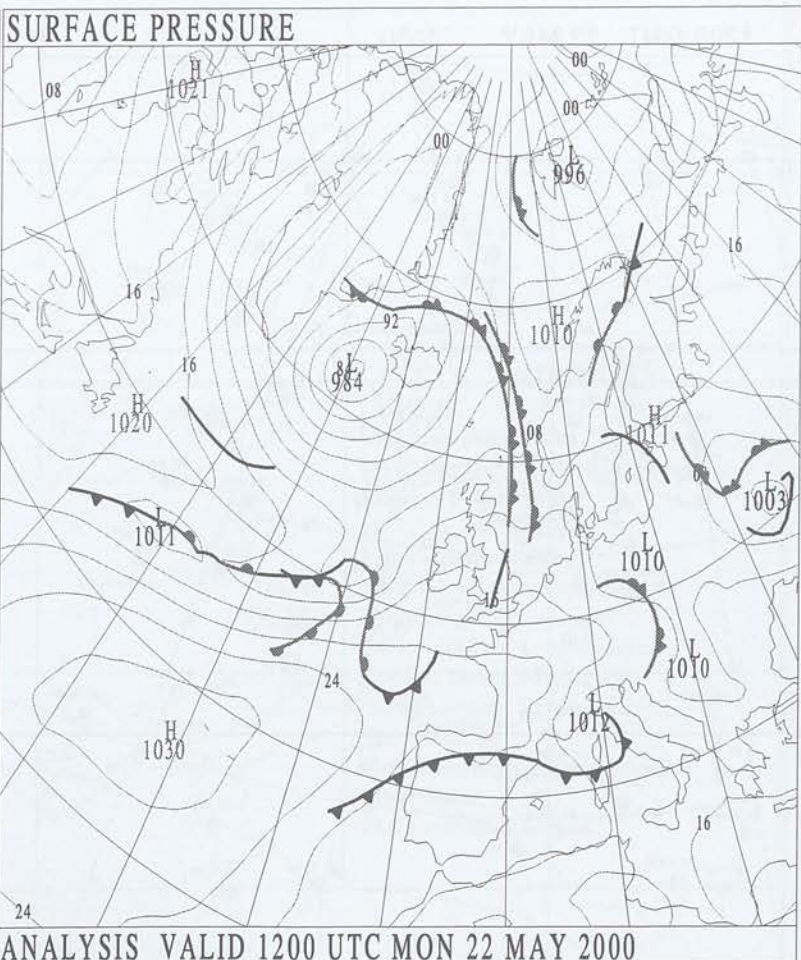 SURFACE PRESSURE
00
H
1021
08
00
00
L
996
16
16
H
1010
92
16
L
984
H
1020
H
1011
08
L
1003
L
1011
L
1010
16
L
1010
24
L
1012
H
1030
16
24
ANALYSIS VALID 1200 UTC MON 22 MAY 2000